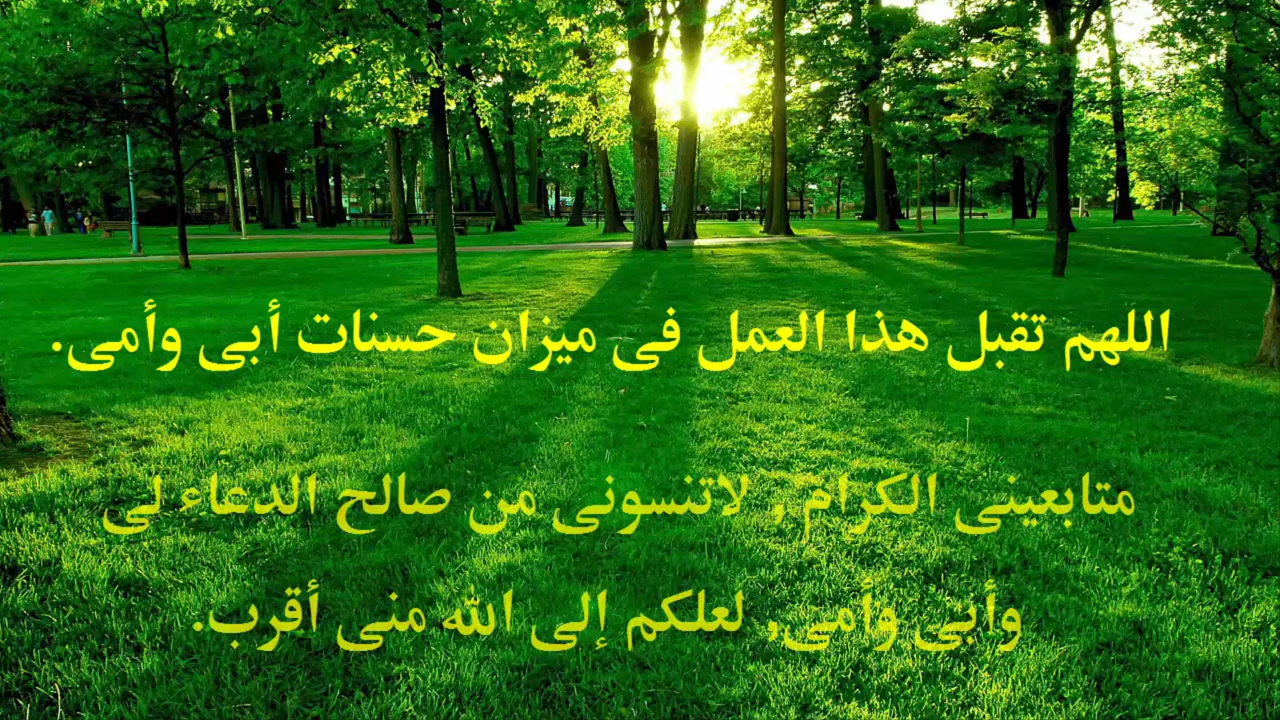 اللهم تقبل هذا العمل فى ميزان حسنات أبى وأمى.
متابعينى الكرام, لاتنسونى من صالح الدعاء لى
وأبى وأمى, لعلكم إلى الله منى أقرب.